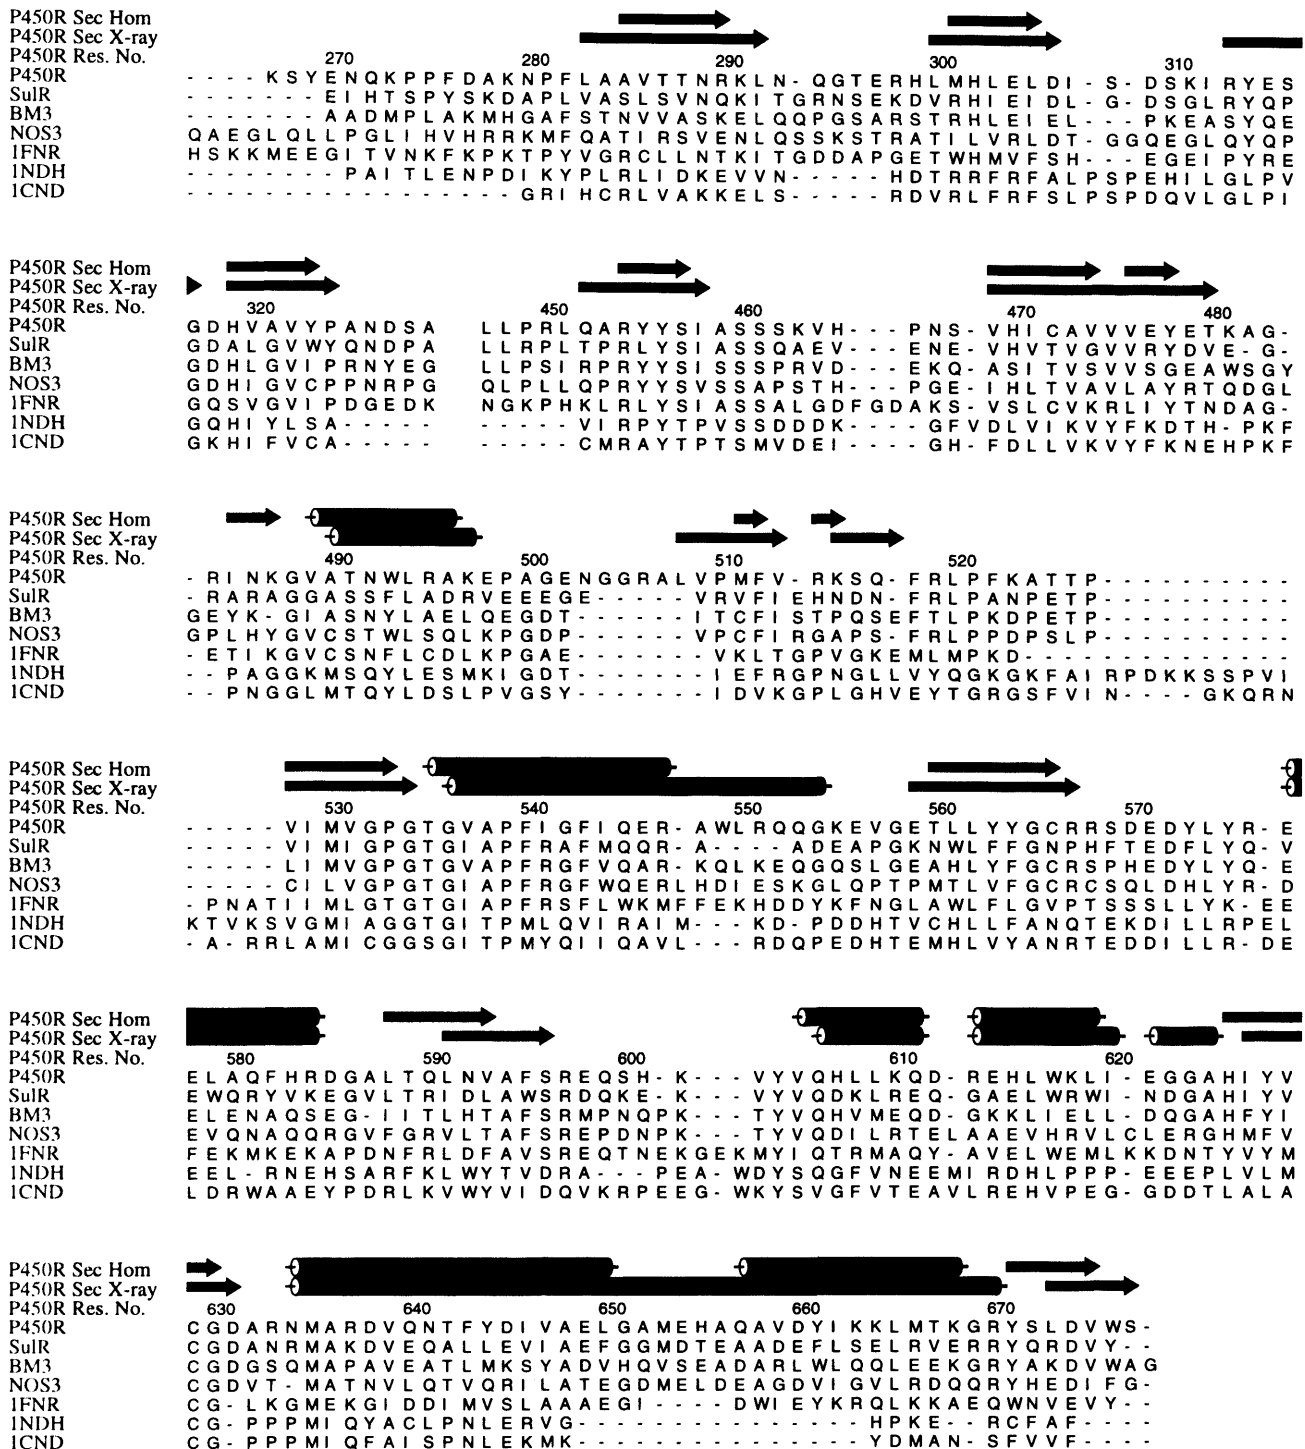 P450R Sec Hom
P450R Sec X-ray
P450R Res. No. 270 280 290 300 310
P450R - - - - K S Y E N Q K P P F D A K N P F L A A V T T N R K L N - Q G T E R H L M H L E L D I - S - D S K I R Y E S
SulR - - - - - - - E I H T S P Y S K D A P L V A S L S V N Q K I T G R N S E K D V R H I E I D L - G - D S G L R Y Q P
BM3 - - - - - - - A A D M P L A K M H G A F S T N V V A S K E L Q Q P G S A R S T R H L E I E L - - - P K E A S Y Q E
NOS3 Q A E G L Q L L P G L I H V H R R K M F Q A T I R S V E N L Q S S K S T R A T I L V R L D T - G G Q E G L Q Y Q P
1FNR H S K K M E E G I T V N K F K P K T P Y V G R C L L N T K I T G D D A P G E T W H M V F S H - - - E G E I P Y R E
1NDH - - - - - - - - P A I T L E N P D I K Y P L R L I D K E V V N - - - - - H D T R R F R F A L P S P E H I L G L P V
1CND - - - - - - - - - - - - - - - - - G R I H C R L V A K K E L S - - - - - R D V R L F R F S L P S P D Q V L G L P I
P450R Sec Hom
P450R Sec X-ray
P450R Res. No. 320 450 460 470 480
P450R G D H V A V Y P A N D S A L L P R L Q A R Y Y S I A S S S K V H - - - P N S - V H I C A V V V E Y E T K A G -
SulR G D A L G V W Y Q N D P A L L R P L T P R L Y S I A S S Q A E V - - - E N E - V H V T V G V V R Y D V E - G -
BM3 G D H L G V I P R N Y E G L L P S I R P R Y Y S I S S S P R V D - - - E K Q - A S I T V S V V S G E A W S G Y
NOS3 G D H I G V C P P N R P G Q L P L L Q P R Y Y S V S S A P S T H - - - P G E - I H L T V A V L A Y R T Q D G L
1FNR G Q S V G V I P D G E D K N G K P H K L R L Y S I A S S A L G D F G D A K S - V S L C V K R L I Y T N D A G -
1NDH G Q H I Y L S A - - - - - - - - - - V I R P Y T P V S S D D D K - - - - G F V D L V I K V Y F K D T H - P K F
1CND G K H I F V C A - - - - - - - - - - C M R A Y T P T S M V D E I - - - - G H - F D L L V K V Y F K N E H P K F
P450R Sec Hom
P450R Sec X-ray
P450R Res. No. 490 500 510 520
P450R - R I N K G V A T N W L R A K E P A G E N G G R A L V P M F V - R K S Q - F R L P F K A T T P - - - - - - - - - -
SulR - R A R A G G A S S F L A D R V E E E G E - - - - - - V R V F I E H N D N - F R L P A N P E T P - - - - - - - - - -
BM3 G E Y K - G I A S N Y L A E L Q E G D T - - - - - - I T C F I S T P Q S E F T L P K D P E T P - - - - - - - - - -
NOS3 G P L H Y G V C S T W L S Q L K P G D P - - - - - - V P C F I R G A P S - F R L P P D P S L P - - - - - - - - - -
1FNR - E T I K G V C S N F L C D L K P G A E - - - - - - - V K L T G P V G K E M L M P K D - - - - - - - - - - - - - -
1NDH - - P A G G K M S Q Y L E S M K I G D T - - - - - - - I E F R G P N G L L V Y Q G K G K F A I R P D K K S S P V I
1CND - - P N G G L M T Q Y L D S L P V G S Y - - - - - - - I D V K G P L G H V E Y T G R G S F V I N - - - - G K Q R N
P450R Sec Hom
P450R Sec X-ray
P450R Res. No. 530 540 550 560 570
P450R - - - - - V I M V G P G T G V A P F I G F I Q E R - A W L R Q Q G K E V G E T L L Y Y G C R R S D E D Y L Y R - E
SulR - - - - - V I M I G P G T G I A P F R A F M Q Q R - A - - - - A D E A P G K N W L F F G N P H F T E D F L Y Q - V
BM3 - - - - - L I M V G P G T G V A P F R G F V Q A R - K Q L K E Q G Q S L G E A H L Y F G C R S P H E D Y L Y Q - E
NOS3 - - - - - C I L V G P G T G I A P F R G F W Q E R L H D I E S K G L Q P T P M T L V F G C R C S Q L D H L Y R - D
1FNR - P N A T I I M L G T G T G I A P F R S F L W K M F F E K H D D Y K F N G L A W L F L G V P T S S S L L Y K - E E
1NDH K T V K S V G M I A G G T G I T P M L Q V I R A I M - - - K D - P D D H T V C H L L F A N Q T E K D I L L R P E L
1CND - A - R R L A M I C G G S G I T P M Y Q I I Q A V L - - - R D Q P E D H T E M H L V Y A N R T E D D I L L R - D E
P450R Sec Hom
P450R Sec X-ray
P450R Res. No. 580 590 600 610 620
P450R E L A Q F H R D G A L T Q L N V A F S R E Q S H - K - - - V Y V Q H L L K Q D - R E H L W K L I - E G G A H I Y V
SulR E W Q R Y V K E G V L T R I D L A W S R D Q K E - K - - - V Y V Q D K L R E Q - G A E L W R W I - N D G A H I Y V
BM3 E L E N A Q S E G - I I T L H T A F S R M P N Q P K - - - T Y V Q H V M E Q D - G K K L I E L L - D Q G A H F Y I
NOS3 E V Q N A Q Q R G V F G R V L T A F S R E P D N P K - - - T Y V Q D I L R T E L A A E V H R V L C L E R G H M F V
1FNR F E K M K E K A P D N F R L D F A V S R E Q T N E K G E K M Y I Q T R M A Q Y - A V E L W E M L K K D N T Y V Y M
1NDH E E L - R N E H S A R F K L W Y T V D R A - - P E A - W D Y S Q G F V N E E M I R D H L P P P - E E E P L V L M
1CND L D R W A A E Y P D R L K V W Y V I D Q V K R P E E G - W K Y S V G F V T E A V L R E H V P E G - G D D T L A L A
P450R Sec Hom
P450R Sec X-ray
P450R Res. No. 630 640 650 660 670
P450R C G D A R N M A R D V Q N T F Y D I V A E L G A M E H A Q A V D Y I K K L M T K G R Y S L D V W S -
SulR C G D A N R M A K D V E Q A L L E V I A E F G G M D T E A A D E F L S E L R V E R R Y Q R D V Y - -
BM3 C G D G S Q M A P A V E A T L M K S Y A D V H Q V S E A D A R L W L Q Q L E E K G R Y A K D V W A G
NOS3 C G D V T - M A T N V L Q T V Q R I L A T E G D M E L D E A G D V I G V L R D Q Q R Y H E D I F G -
1FNR C G - L K G M E K G I D D I M V S L A A A E G I - - - - D W I E Y K R Q L K K A E Q W N V E V Y - -
1NDH C G - P P P M I Q Y A C L P N L E R V G - - - - - - - - - - - - - - - H P K E - - R C F A F - - - -
1CND C G - P P P M I Q F A I S P N L E K M K - - - - - - - - - - - - - - - Y D M A N - S F V V F - - - -